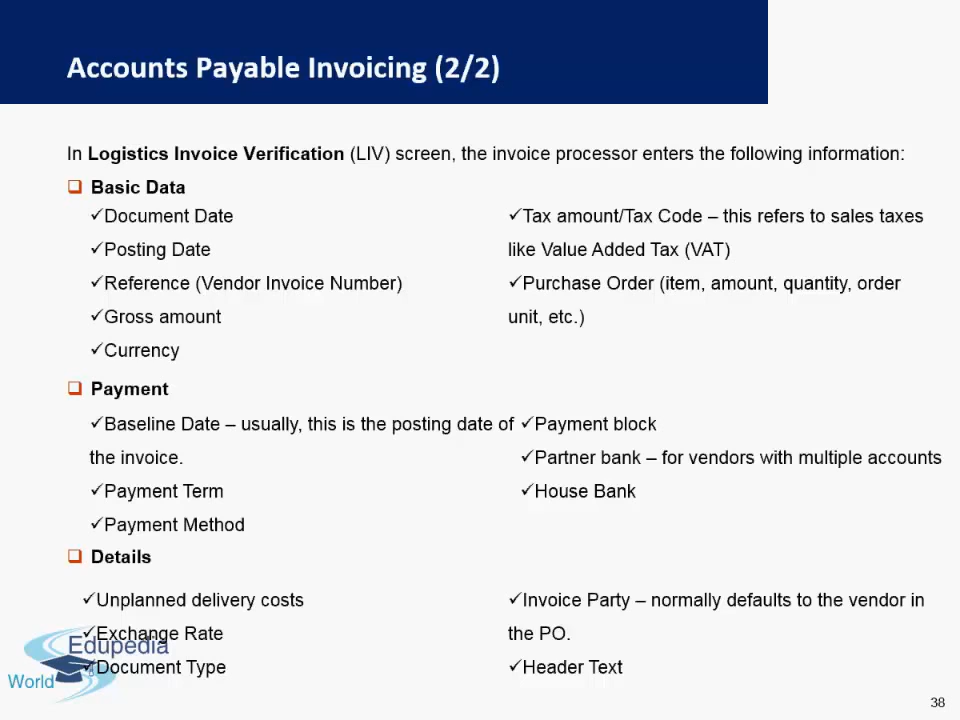 Accounts Payable Invoicing (2/2)
In Logistics Invoice Verification (LIV) screen, the invoice processor enters the following information:
❑ Basic Data
✓Document Date
✓Posting Date
✓Reference (Vendor Invoice Number)
✓Gross amount
✓Currency
✓Tax amount/Tax Code – this refers to sales taxes
like Value Added Tax (VAT)
✓Purchase Order (item, amount, quantity, order
unit, etc.)
❑ Payment
✓Baseline Date – usually, this is the posting date of
the invoice.
✓Payment Term
✓Payment Method
✓Payment block
✓Partner bank – for vendors with multiple accounts
✓House Bank
❑ Details
✓Unplanned delivery costs
✓Exchange Rate
✓Document Type
✓Invoice Party – normally defaults to the vendor in
the PO.
✓Header Text
Edupedia
World
38